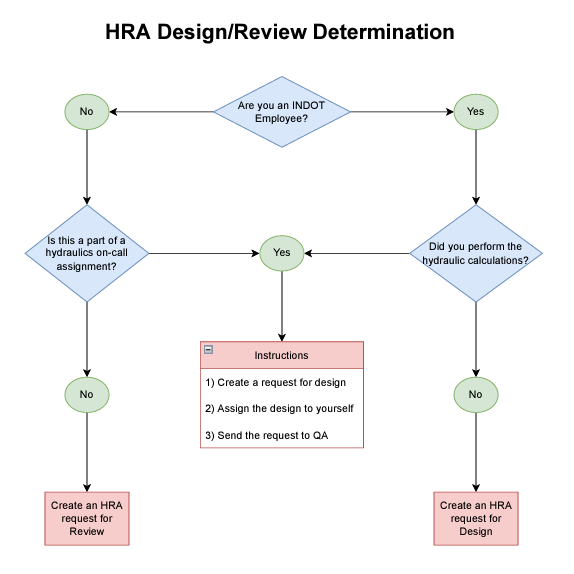 HRA Design/Review Determination
No
Are you an INDOT
Employee?
Yes
Is this a part of a
hydraulics on-call
assignment?
Yes
Did you perform the
hydraulic calculations?
Instructions
1) Create a request for design
2) Assign the design to yourself
3) Send the request to QA
No
No
Create an HRA
request for
Review
Create an HRA
request for
Design